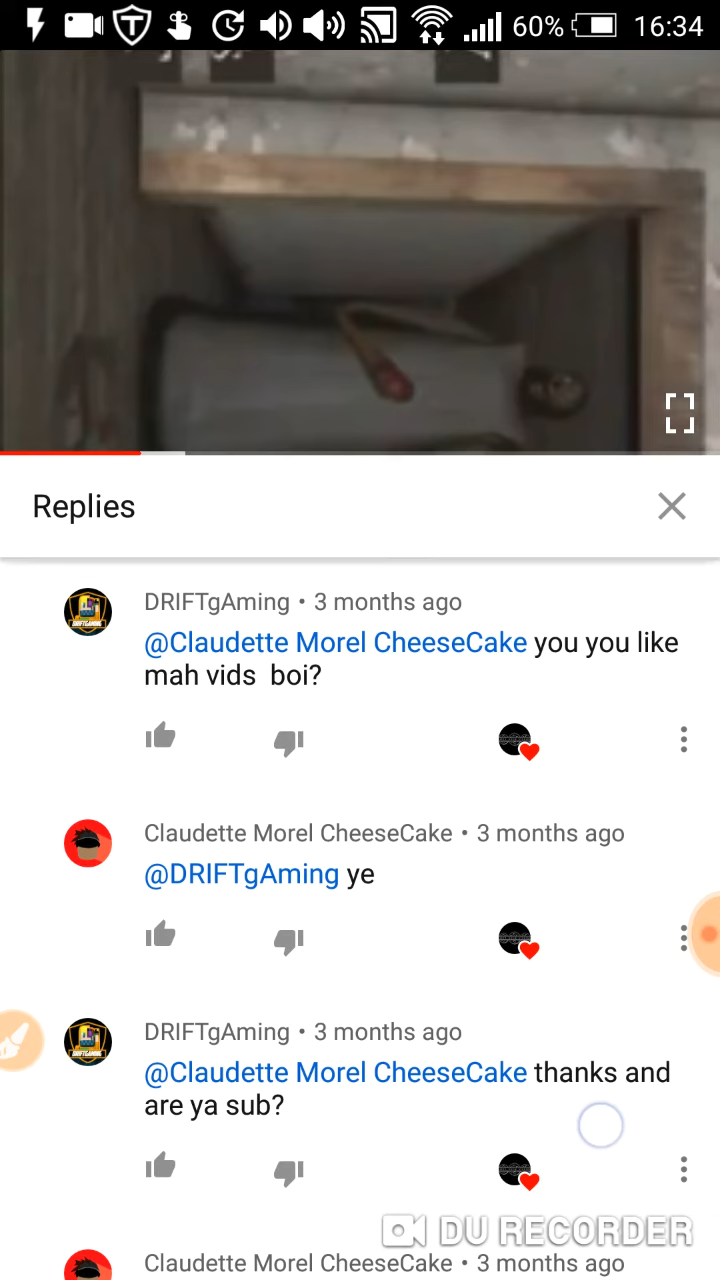 60% 16:34
Replies
DRIFTgAming • 3 months ago
@Claudette Morel CheeseCake you you like
mah vids boi?
Claudette Morel CheeseCake • 3 months ago
@DRIFTgAming ye
DRIFTgAming • 3 months ago
@Claudette Morel CheeseCake thanks and
are ya sub?
DU RECORDER
Claudette Morel CheeseCake • 3 months ago